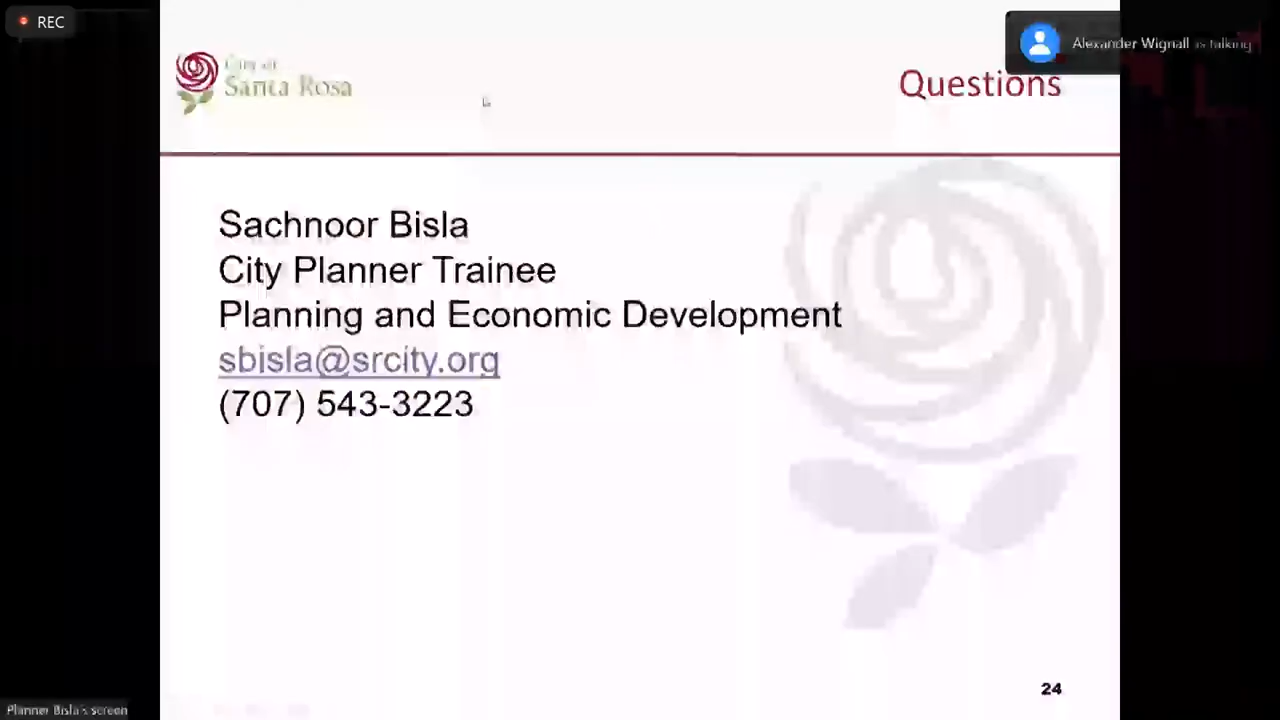 REC
Alexander Wignall is talking
City of
Santa Rosa
Questions
Sachnoor Bisla
City Planner Trainee
Planning and Economic Development
sbisla@srcity.org
(707) 543-3223
24
Planner Bisla's screen